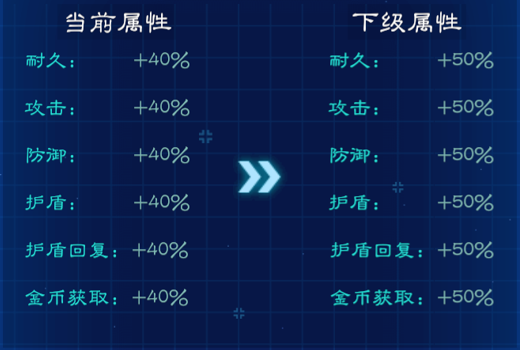 当前属性 下级属性
耐久： +40% 耐久： +50%
攻击： +40% 攻击： +50%
防御： +40% 防御： +50%
护盾： +40% 护盾： +50%
护盾回复： +40% 护盾回复： +50%
金币获取： +40% 金币获取： +50%